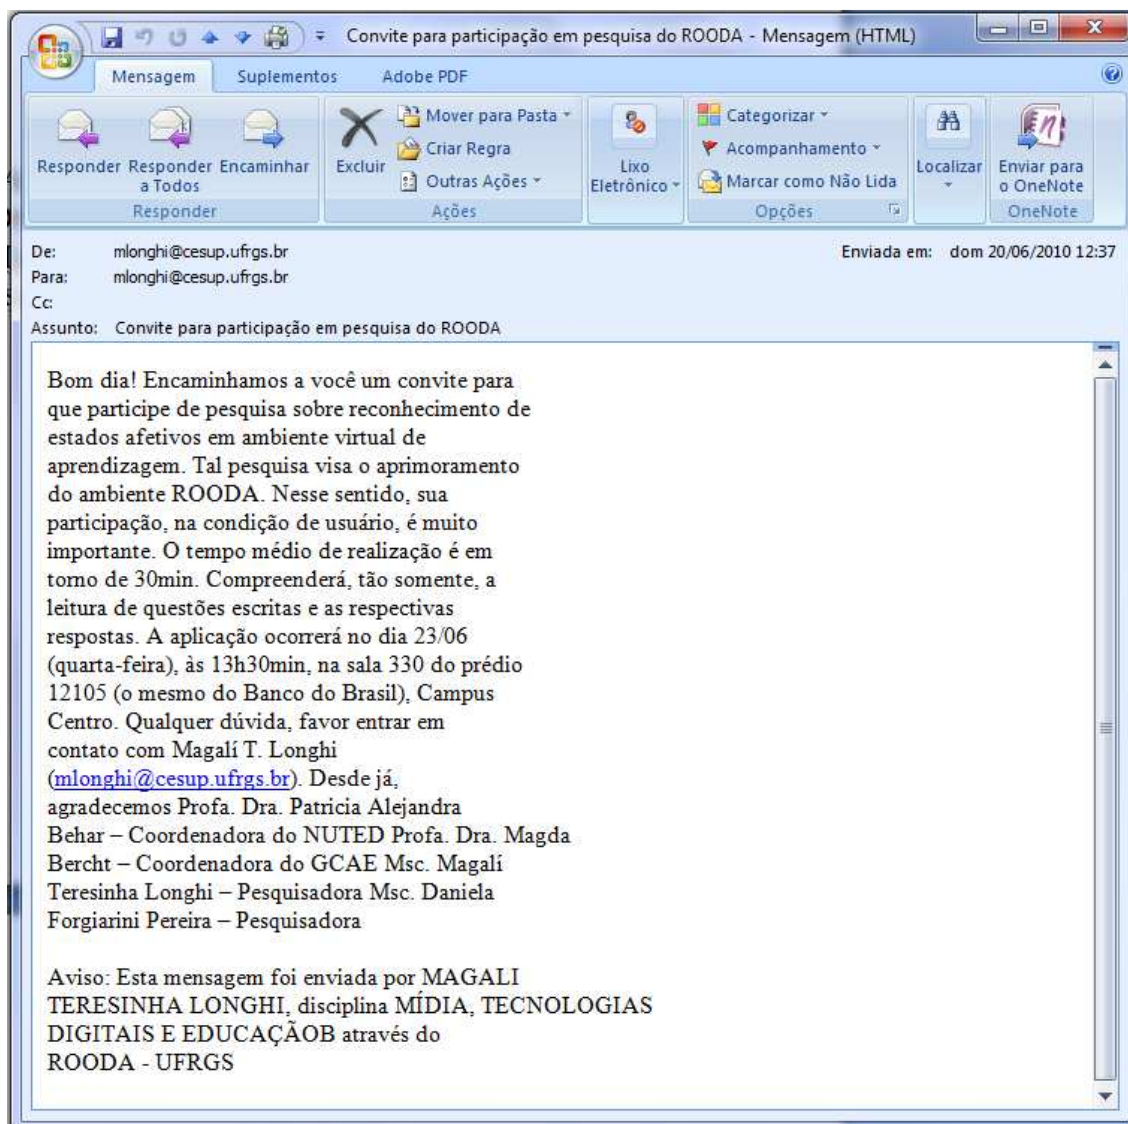 Convite para participação em pesquisa do ROODA - Mensagem (HTML)
Mensagem Suplementos Adobe PDF
Responder Responder a Todos Encaminhar
Responder
Excluir
Mover para Pasta
Criar Regra
Outras Ações
Ações
Lixo Eletrônico
Categorizar
Acompanhamento
Marcar como Não Lida
Opções
Localizar
Enviar para o OneNote
OneNote
De: mlonghi@cesup.ufrgs.br Enviada em: dom 20/06/2010 12:37
Para: mlonghi@cesup.ufrgs.br
Cc:
Assunto: Convite para participação em pesquisa do ROODA
Bom dia! Encaminhamos a você um convite para
que participe de pesquisa sobre reconhecimento de
estados afetivos em ambiente virtual de
aprendizagem. Tal pesquisa visa o aprimoramento
do ambiente ROODA. Nesse sentido, sua
participação, na condição de usuário, é muito
importante. O tempo médio de realização é em
torno de 30min. Compreenderá, tão somente, a
leitura de questões escritas e as respectivas
respostas. A aplicação ocorrerá no dia 23/06
(quarta-feira), às 13h30min, na sala 330 do prédio
12105 (o mesmo do Banco do Brasil), Campus
Centro. Qualquer dúvida, favor entrar em
contato com Magalí T. Longhi
(mlonghi@cesup.ufrgs.br). Desde já,
agradecemos Profa. Dra. Patricia Alejandra
Behar – Coordenadora do NUTED Profa. Dra. Magda
Bercht – Coordenadora do GCAE Msc. Magalí
Teresinha Longhi – Pesquisadora Msc. Daniela
Forgiarini Pereira – Pesquisadora
Aviso: Esta mensagem foi enviada por MAGALI
TERESINHA LONGHI, disciplina MÍDIA, TECNOLOGIAS
DIGITAIS E EDUCAÇÃOB através do
ROODA - UFRGS